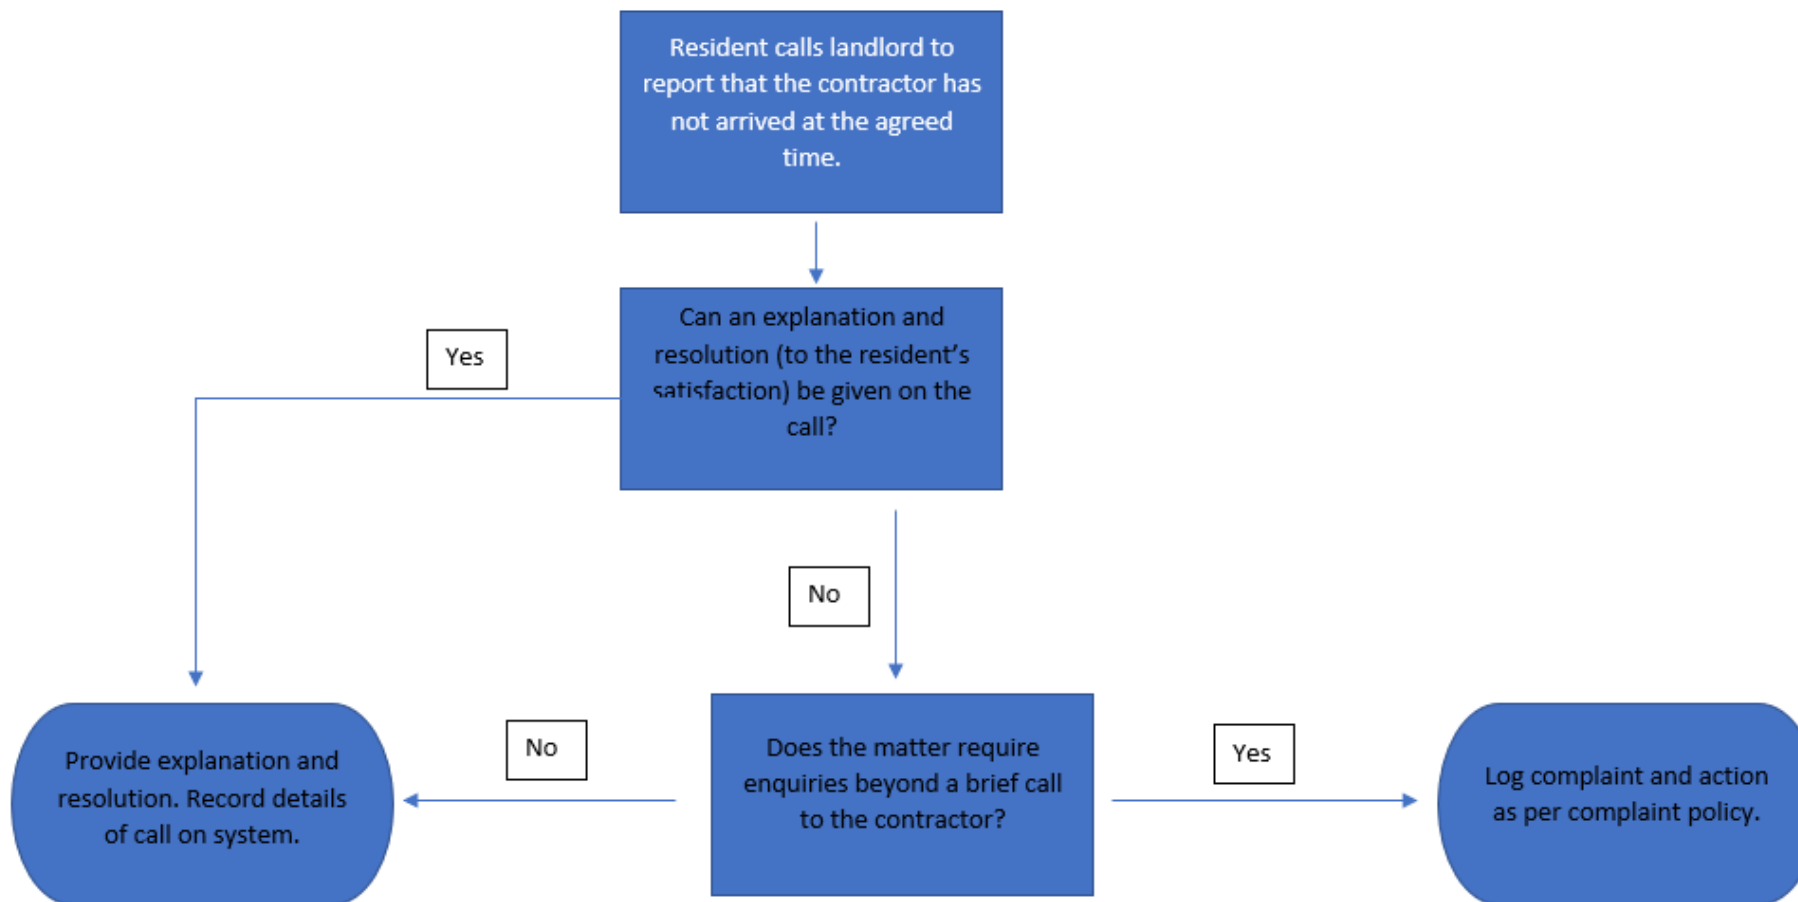 Resident calls landlord to
report that the contractor has
not arrived at the agreed
time.
Can an explanation and
resolution (to the resident's
satisfaction) be given on the
call?
Yes
No
Does the matter require
enquiries beyond a brief call
to the contractor?
No
Provide explanation and
resolution. Record details
of call on system.
Yes
Log complaint and action
as per complaint policy.